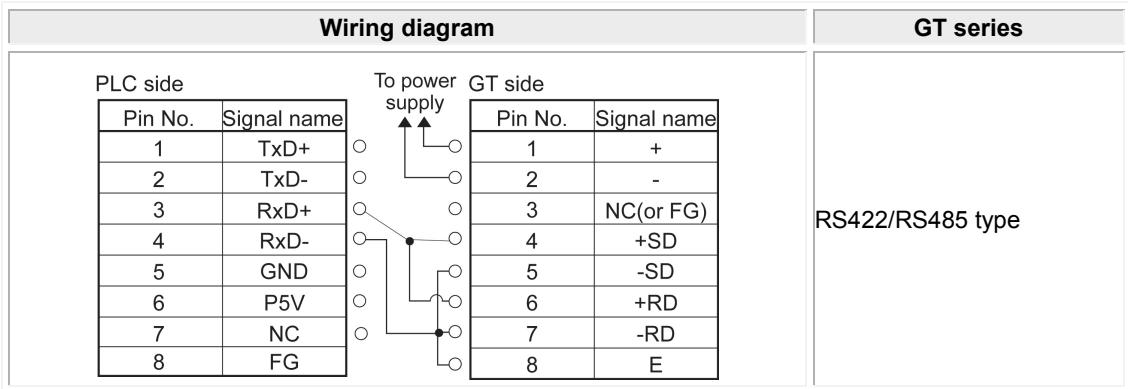 Wiring diagram GT series
PLC side To power supply GT side
Pin No. Signal name Pin No. Signal name
1 TxD+ 1 +
2 TxD- 2 -
3 RxD+ 3 NC(or FG)
4 RxD- 4 +SD
5 GND 5 -SD
6 P5V 6 +RD
7 NC 7 -RD
8 FG 8 E
RS422/RS485 type